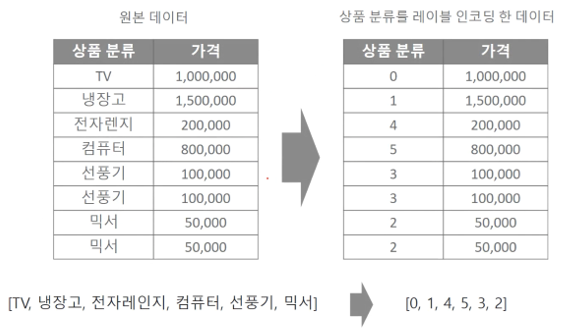 원본 데이터
상품 분류를 레이블 인코딩 한 데이터
상품 분류 가격
TV 1,000,000
냉장고 1,500,000
전자렌지 200,000
컴퓨터 800,000
선풍기 100,000
선풍기 100,000
믹서 50,000
믹서 50,000
상품 분류 가격
0 1,000,000
1 1,500,000
4 200,000
5 800,000
3 100,000
3 100,000
2 50,000
2 50,000
[TV, 냉장고, 전자레인지, 컴퓨터, 선풍기, 믹서]
[0, 1, 4, 5, 3, 2]